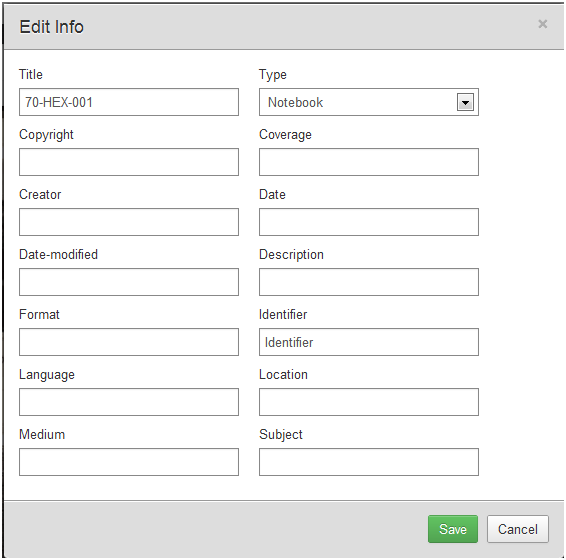 Edit Info ×
Title Type
70-HEX-001 Notebook
Copyright Coverage
Creator Date
Date-modified Description
Format Identifier
Identifier
Language Location
Medium Subject
Save Cancel